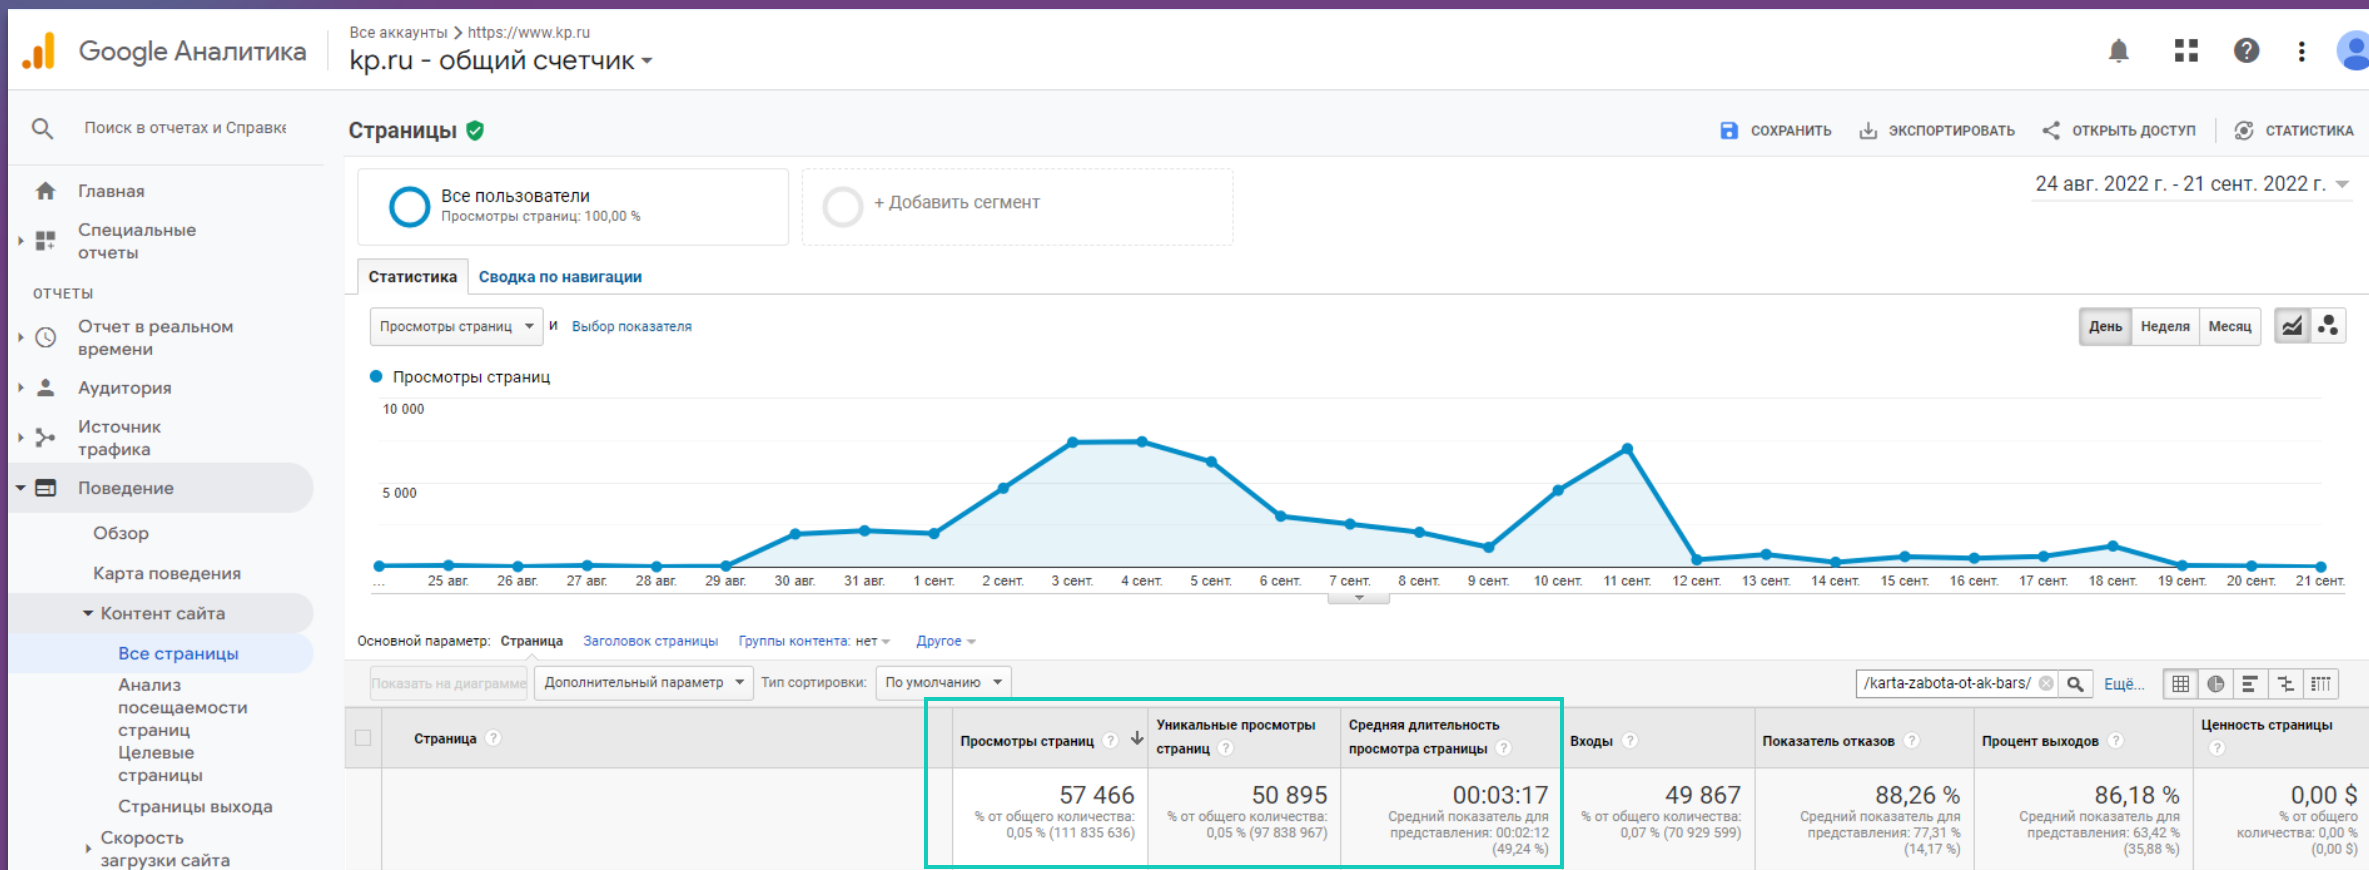 Google Аналитика
Все аккаунты > https://www.kp.ru
kp.ru - общий счетчик
Поиск в отчетах и Справке
Главная
Специальные
отчеты
ОТЧЕТЫ
Отчет в реальном
времени
Аудитория
Источник
трафика
Поведение
Обзор
Карта поведения
Контент сайта
Все страницы
Анализ
посещаемости
страниц
Целевые
страницы
Страницы выхода
Скорость
загрузки сайта
Страницы
СОХРАНИТЬ
ЭКСПОРТИРОВАТЬ
ОТКРЫТЬ ДОСТУП
СТАТИСТИКА
Все пользователи
Просмотры страниц: 100,00 %
+ Добавить сегмент
24 авг. 2022 г. - 21 сент. 2022 г.
Статистика
Сводка по навигации
Просмотры страниц
и
Выбор показателя
День
Неделя
Месяц
Просмотры страниц
10 000
5 000
...
25 авг.
26 авг.
27 авг.
28 авг.
29 авг.
30 авг.
31 авг.
1 сент.
2 сент.
3 сент.
4 сент.
5 сент.
6 сент.
7 сент.
8 сент.
9 сент.
10 сент.
11 сент.
12 сент.
13 сент.
14 сент.
15 сент.
16 сент.
17 сент.
18 сент.
19 сент.
20 сент.
21 сент.
Основной параметр: Страница
Заголовок страницы
Группы контента: нет
Другое
Показать на диаграмме
Дополнительный параметр
Тип сортировки:
По умолчанию
/karta-zabota-ot-ak-bars/
Ещё...
Страница ?
Просмотры страниц ?
Уникальные просмотры
страниц ?
Средняя длительность
просмотра страницы ?
Входы ?
Показатель отказов ?
Процент выходов ?
Ценность страницы
?
57 466
% от общего количества:
0,05 % (111 835 636)
50 895
% от общего количества:
0,05 % (97 838 967)
00:03:17
Средний показатель для
представления: 00:02:12
(49,24 %)
49 867
% от общего количества:
0,07 % (70 929 599)
88,26 %
Средний показатель для
представления: 77,31 %
(14,17 %)
86,18 %
Средний показатель для
представления: 63,42 %
(35,88 %)
0,00 $
% от общего
количества: 0,00 %
(0,00 $)